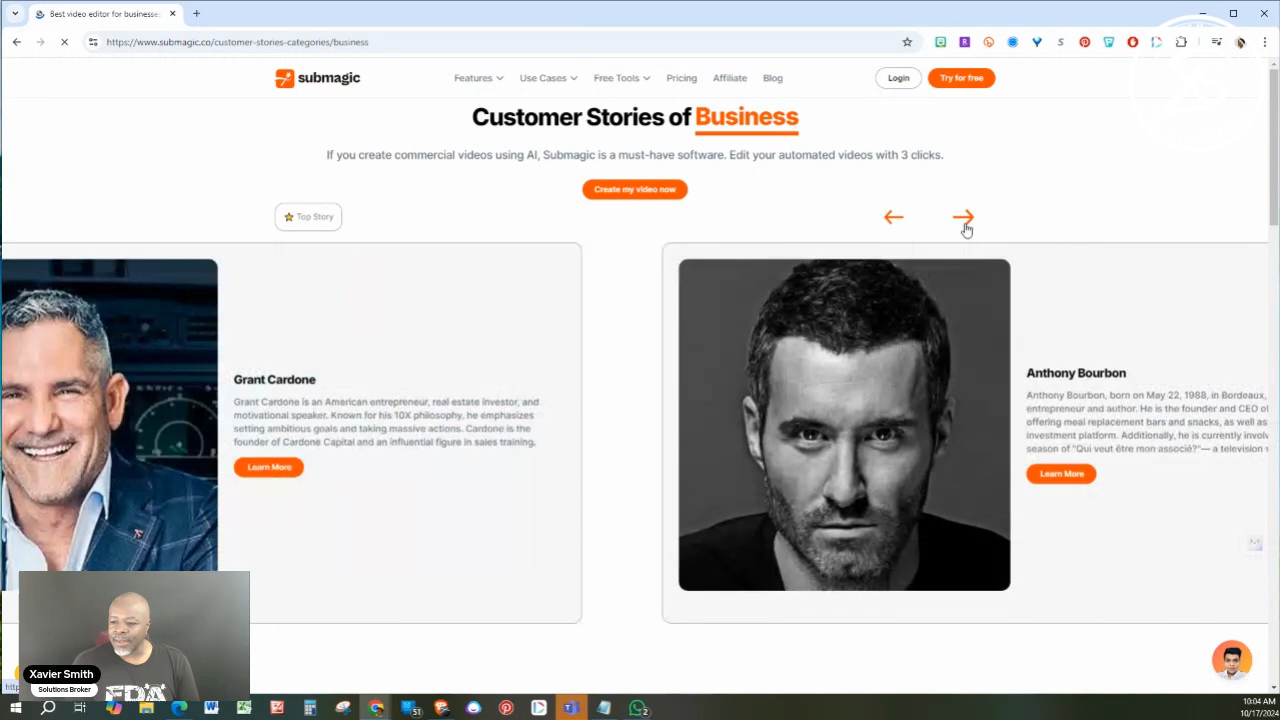 Best video editor for businesses
https://www.submagic.co/customer-stories-categories/business
submagic
Features
Use Cases
Free Tools
Pricing
Affiliate
Blog
Login
Try for free
Customer Stories of Business
If you create commercial videos using AI, Submagic is a must-have software. Edit your automated videos with 3 clicks.
Create my video now
Top Story
Grant Cardone
Grant Cardone is an American entrepreneur, real estate investor, and
motivational speaker. Known for his 10X philosophy, he emphasizes
setting ambitious goals and taking massive actions. Cardone is the
founder of Cardone Capital and an influential figure in sales training.
Learn More
Anthony Bourbon
Anthony Bourbon, born on May 22, 1988, in Bordeaux,
entrepreneur and author. He is the founder and CEO of
offering meal replacement bars and snacks, as well as
investment platform. Additionally, he is currently involv
season of "Qui veut être mon associé?"— a television
Learn More
Xavier Smith
Solutions Broker
51
2
10:04 AM
10/17/2024